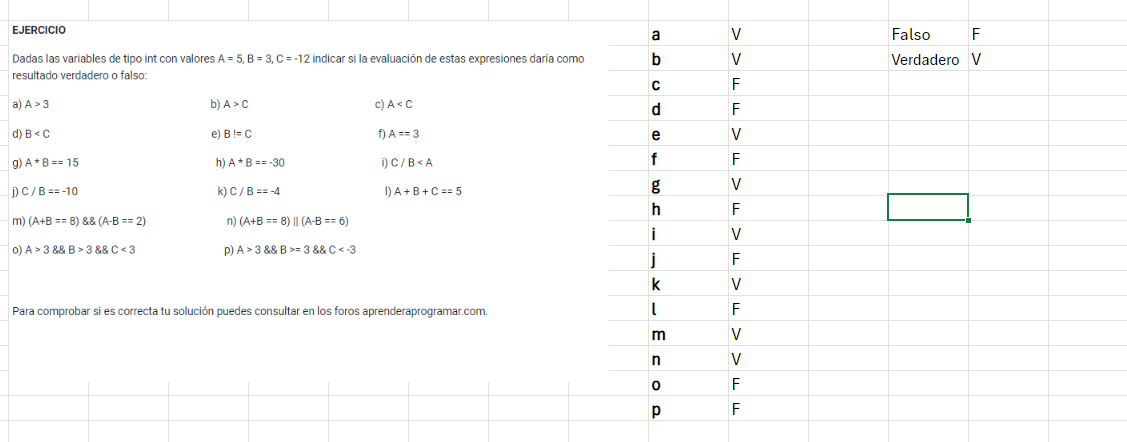 EJERCICIO
Dadas las variables de tipo int con valores A = 5, B = 3, C = -12 indicar si la evaluación de estas expresiones daría como
resultado verdadero o falso:
a) A > 3 b) A > C c) A < C
d) B < C e) B != C f) A == 3
g) A * B == 15 h) A * B == -30 i) C / B < A
j) C / B == -10 k) C / B == -4 l) A + B + C == 5
m) (A+B == 8) && (A-B == 2) n) (A+B == 8) || (A-B == 6)
o) A > 3 && B > 3 && C < 3 p) A > 3 && B >= 3 && C < -3
Para comprobar si es correcta tu solución puedes consultar en los foros aprenderaprogramar.com.
a V
b V
c F
d F
e V
f F
g V
h F
i V
j F
k V
l F
m V
n V
o F
p F
Falso F
Verdadero V